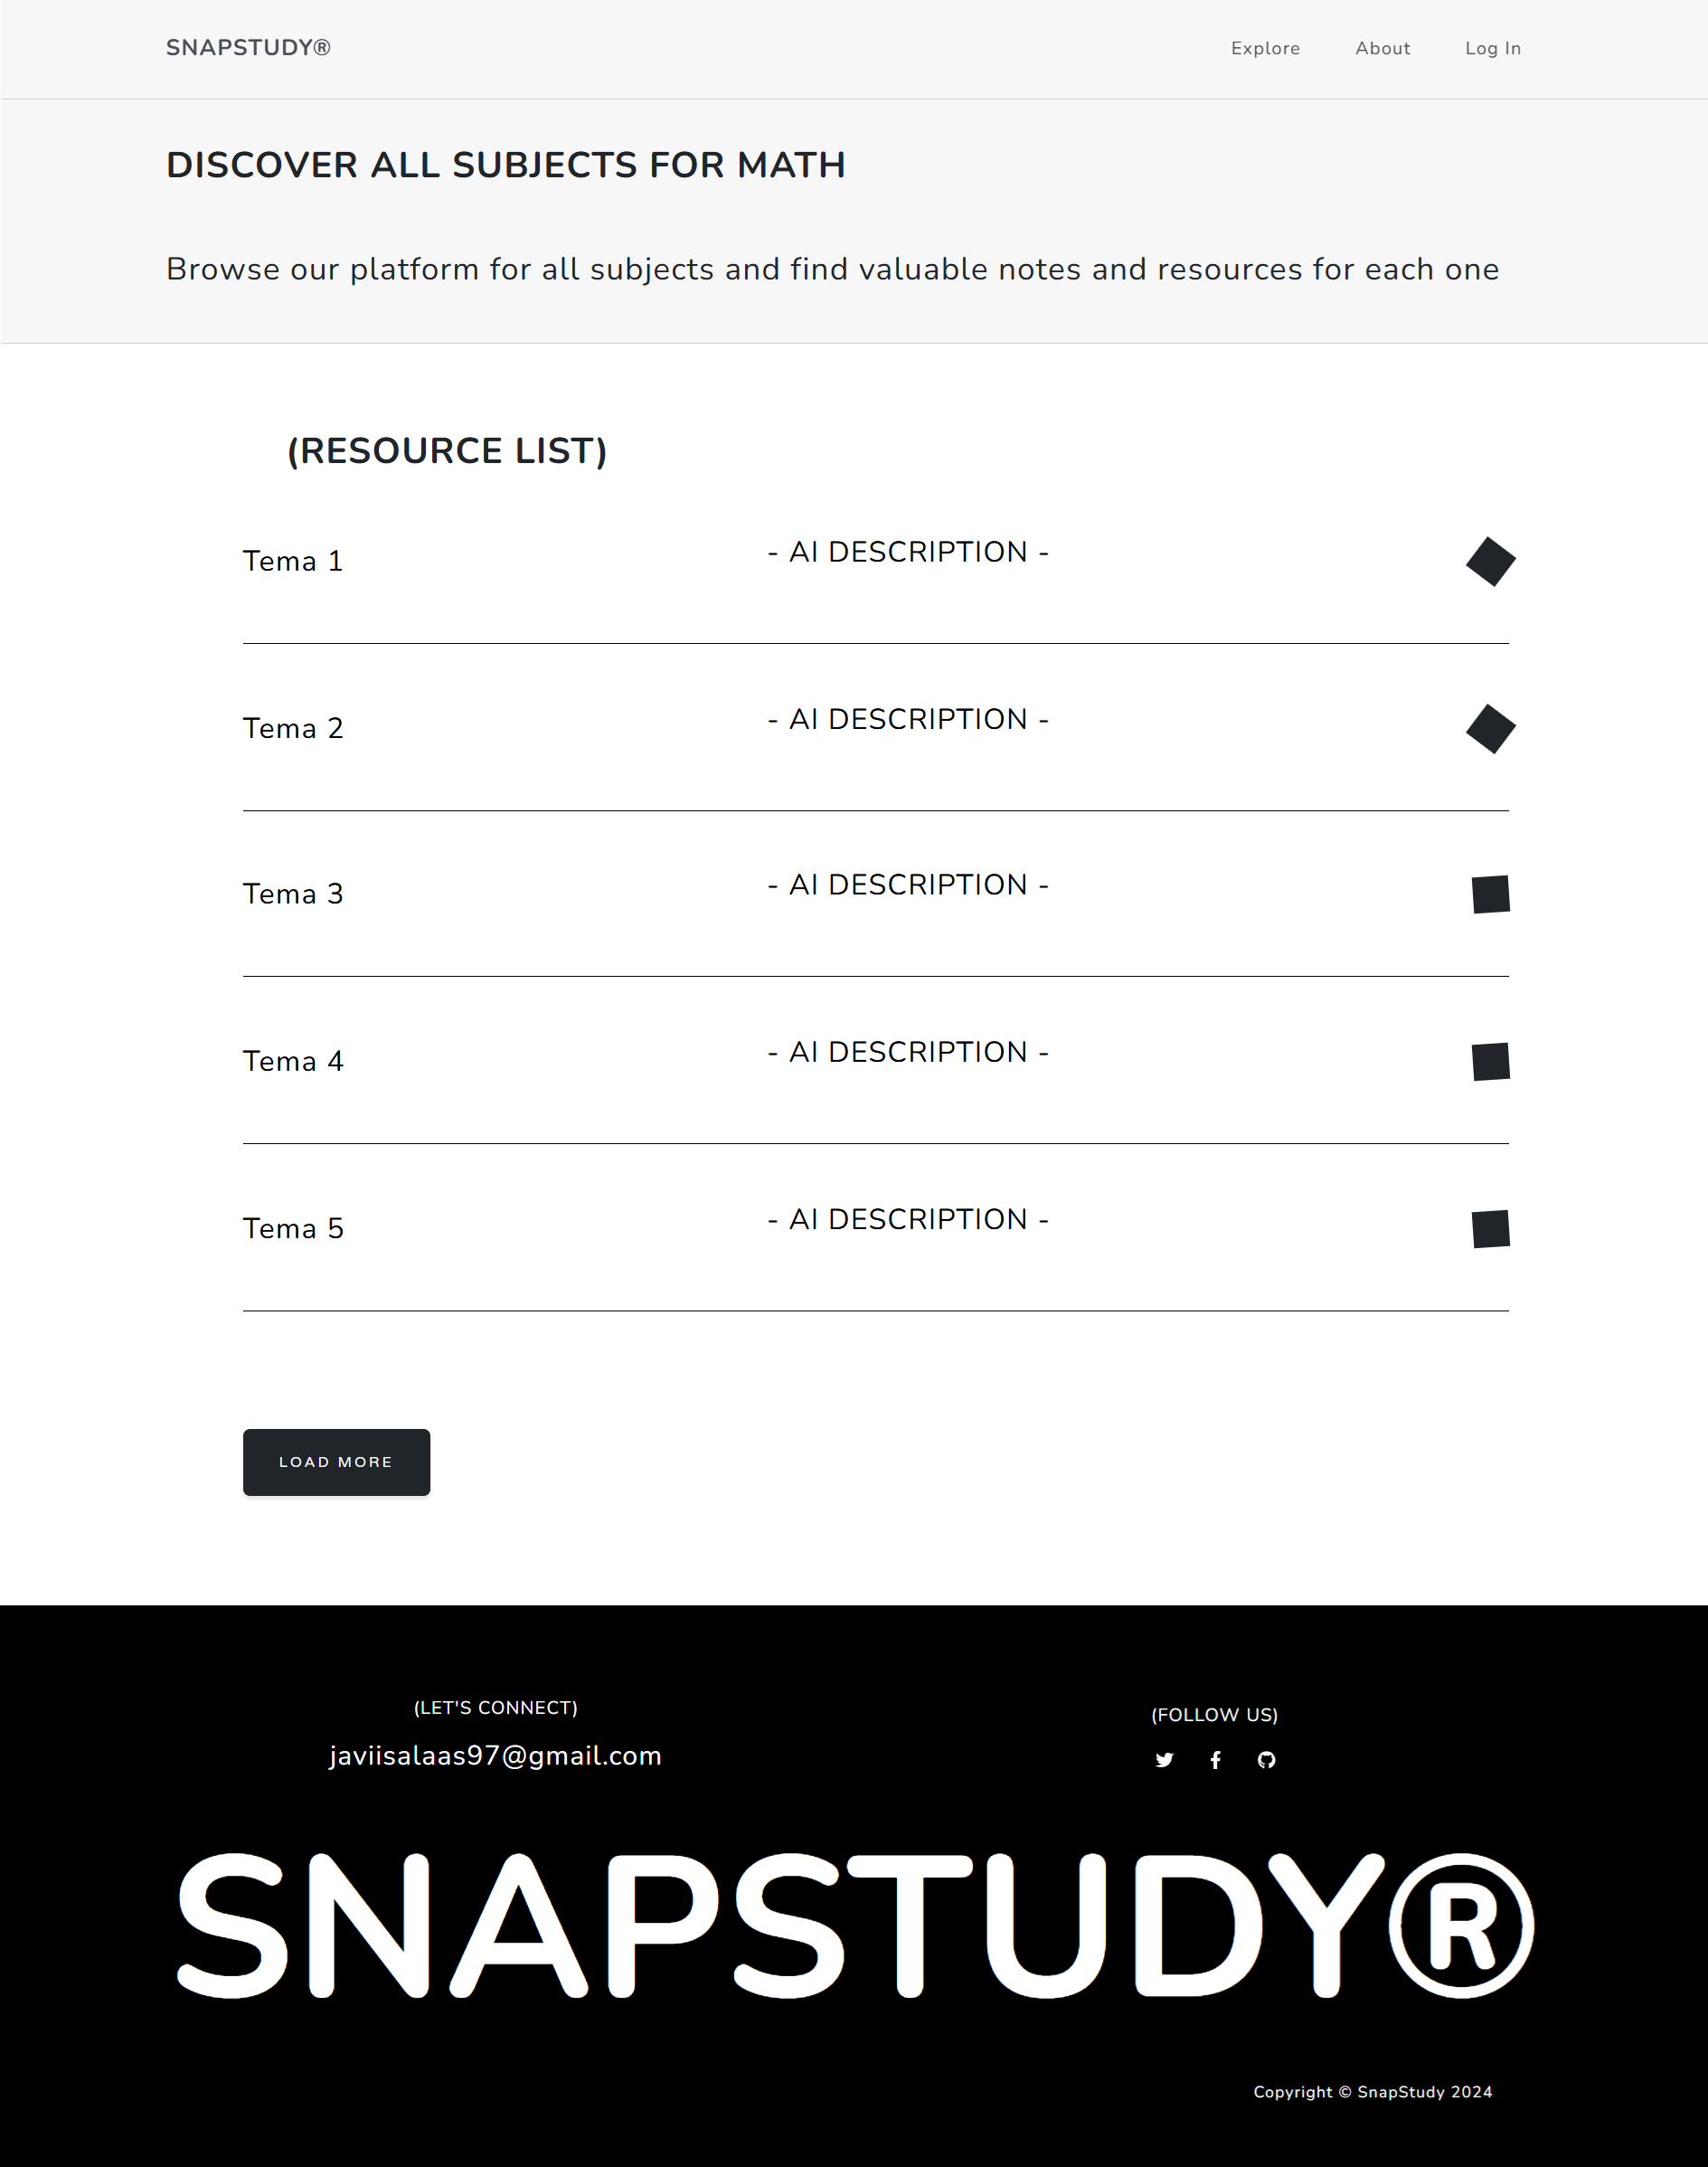 SNAPSTUDY®
Explore
About
Log In
DISCOVER ALL SUBJECTS FOR MATH
Browse our platform for all subjects and find valuable notes and resources for each one
(RESOURCE LIST)
Tema 1
- AI DESCRIPTION -
Tema 2
- AI DESCRIPTION -
Tema 3
- AI DESCRIPTION -
Tema 4
- AI DESCRIPTION -
Tema 5
- AI DESCRIPTION -
LOAD MORE
(LET'S CONNECT)
javiisalaas97@gmail.com
(FOLLOW US)
SNAPSTUDY®
Copyright © SnapStudy 2024